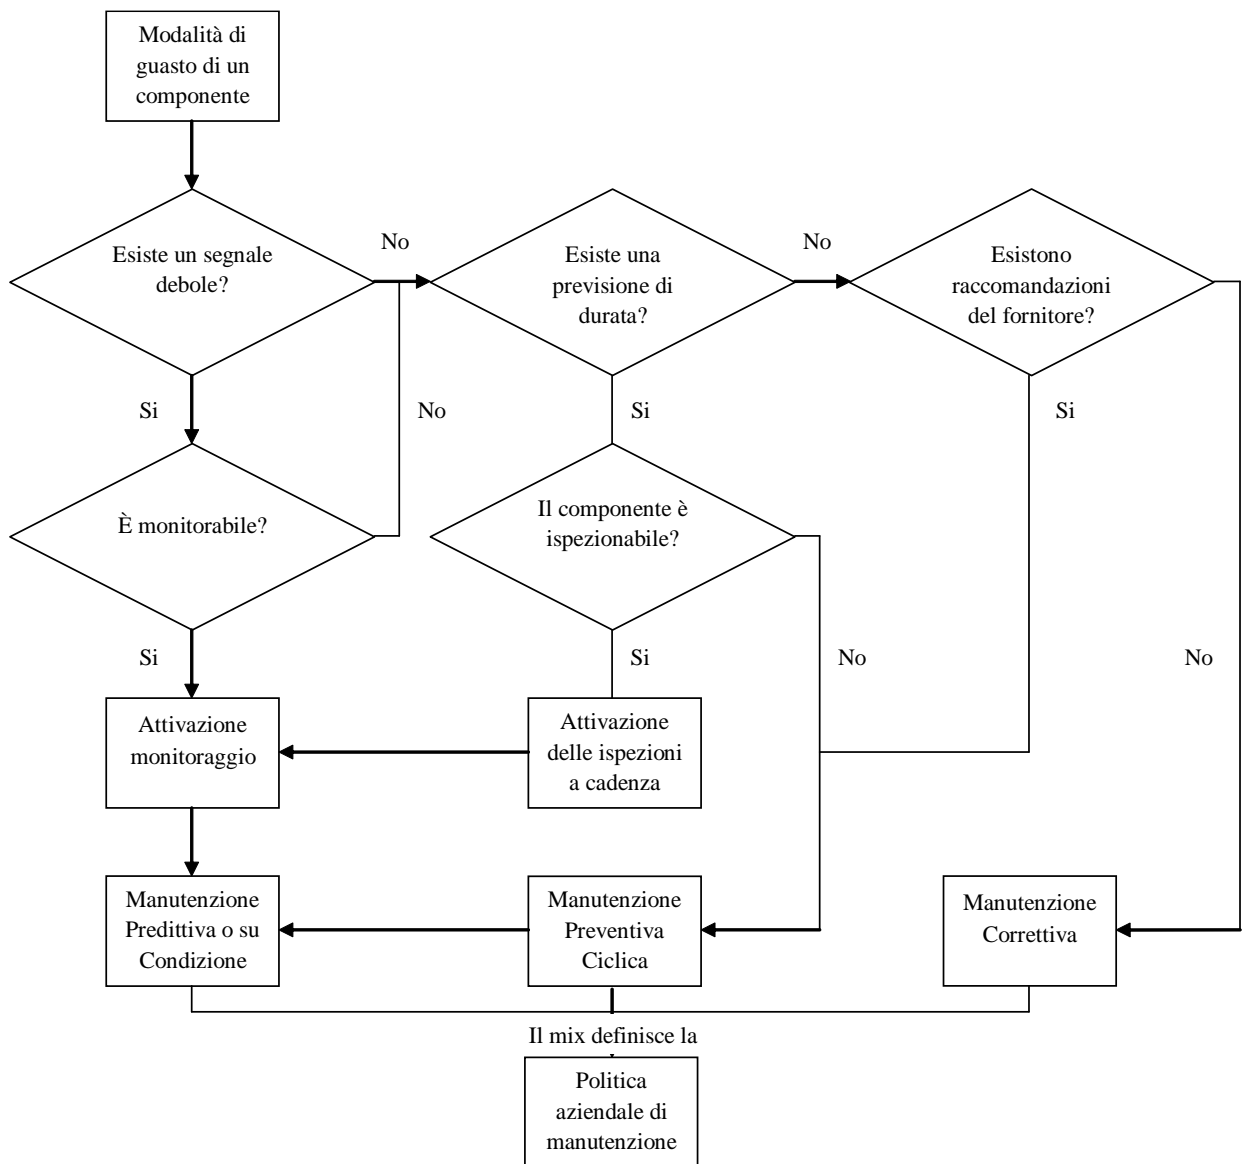 Modalità di
guasto di un
componente
Esiste un segnale
debole?
No
Esiste una
previsione di
durata?
No
Esistono
raccomandazioni
del fornitore?
Si
No
Si
Si
È monitorabile?
Il componente è
ispezionabile?
Si
Si
No
No
Attivazione
monitoraggio
Attivazione
delle ispezioni
a cadenza
Manutenzione
Predittiva o su
Condizione
Manutenzione
Preventiva
Ciclica
Manutenzione
Correttiva
Il mix definisce la
Politica
aziendale di
manutenzione